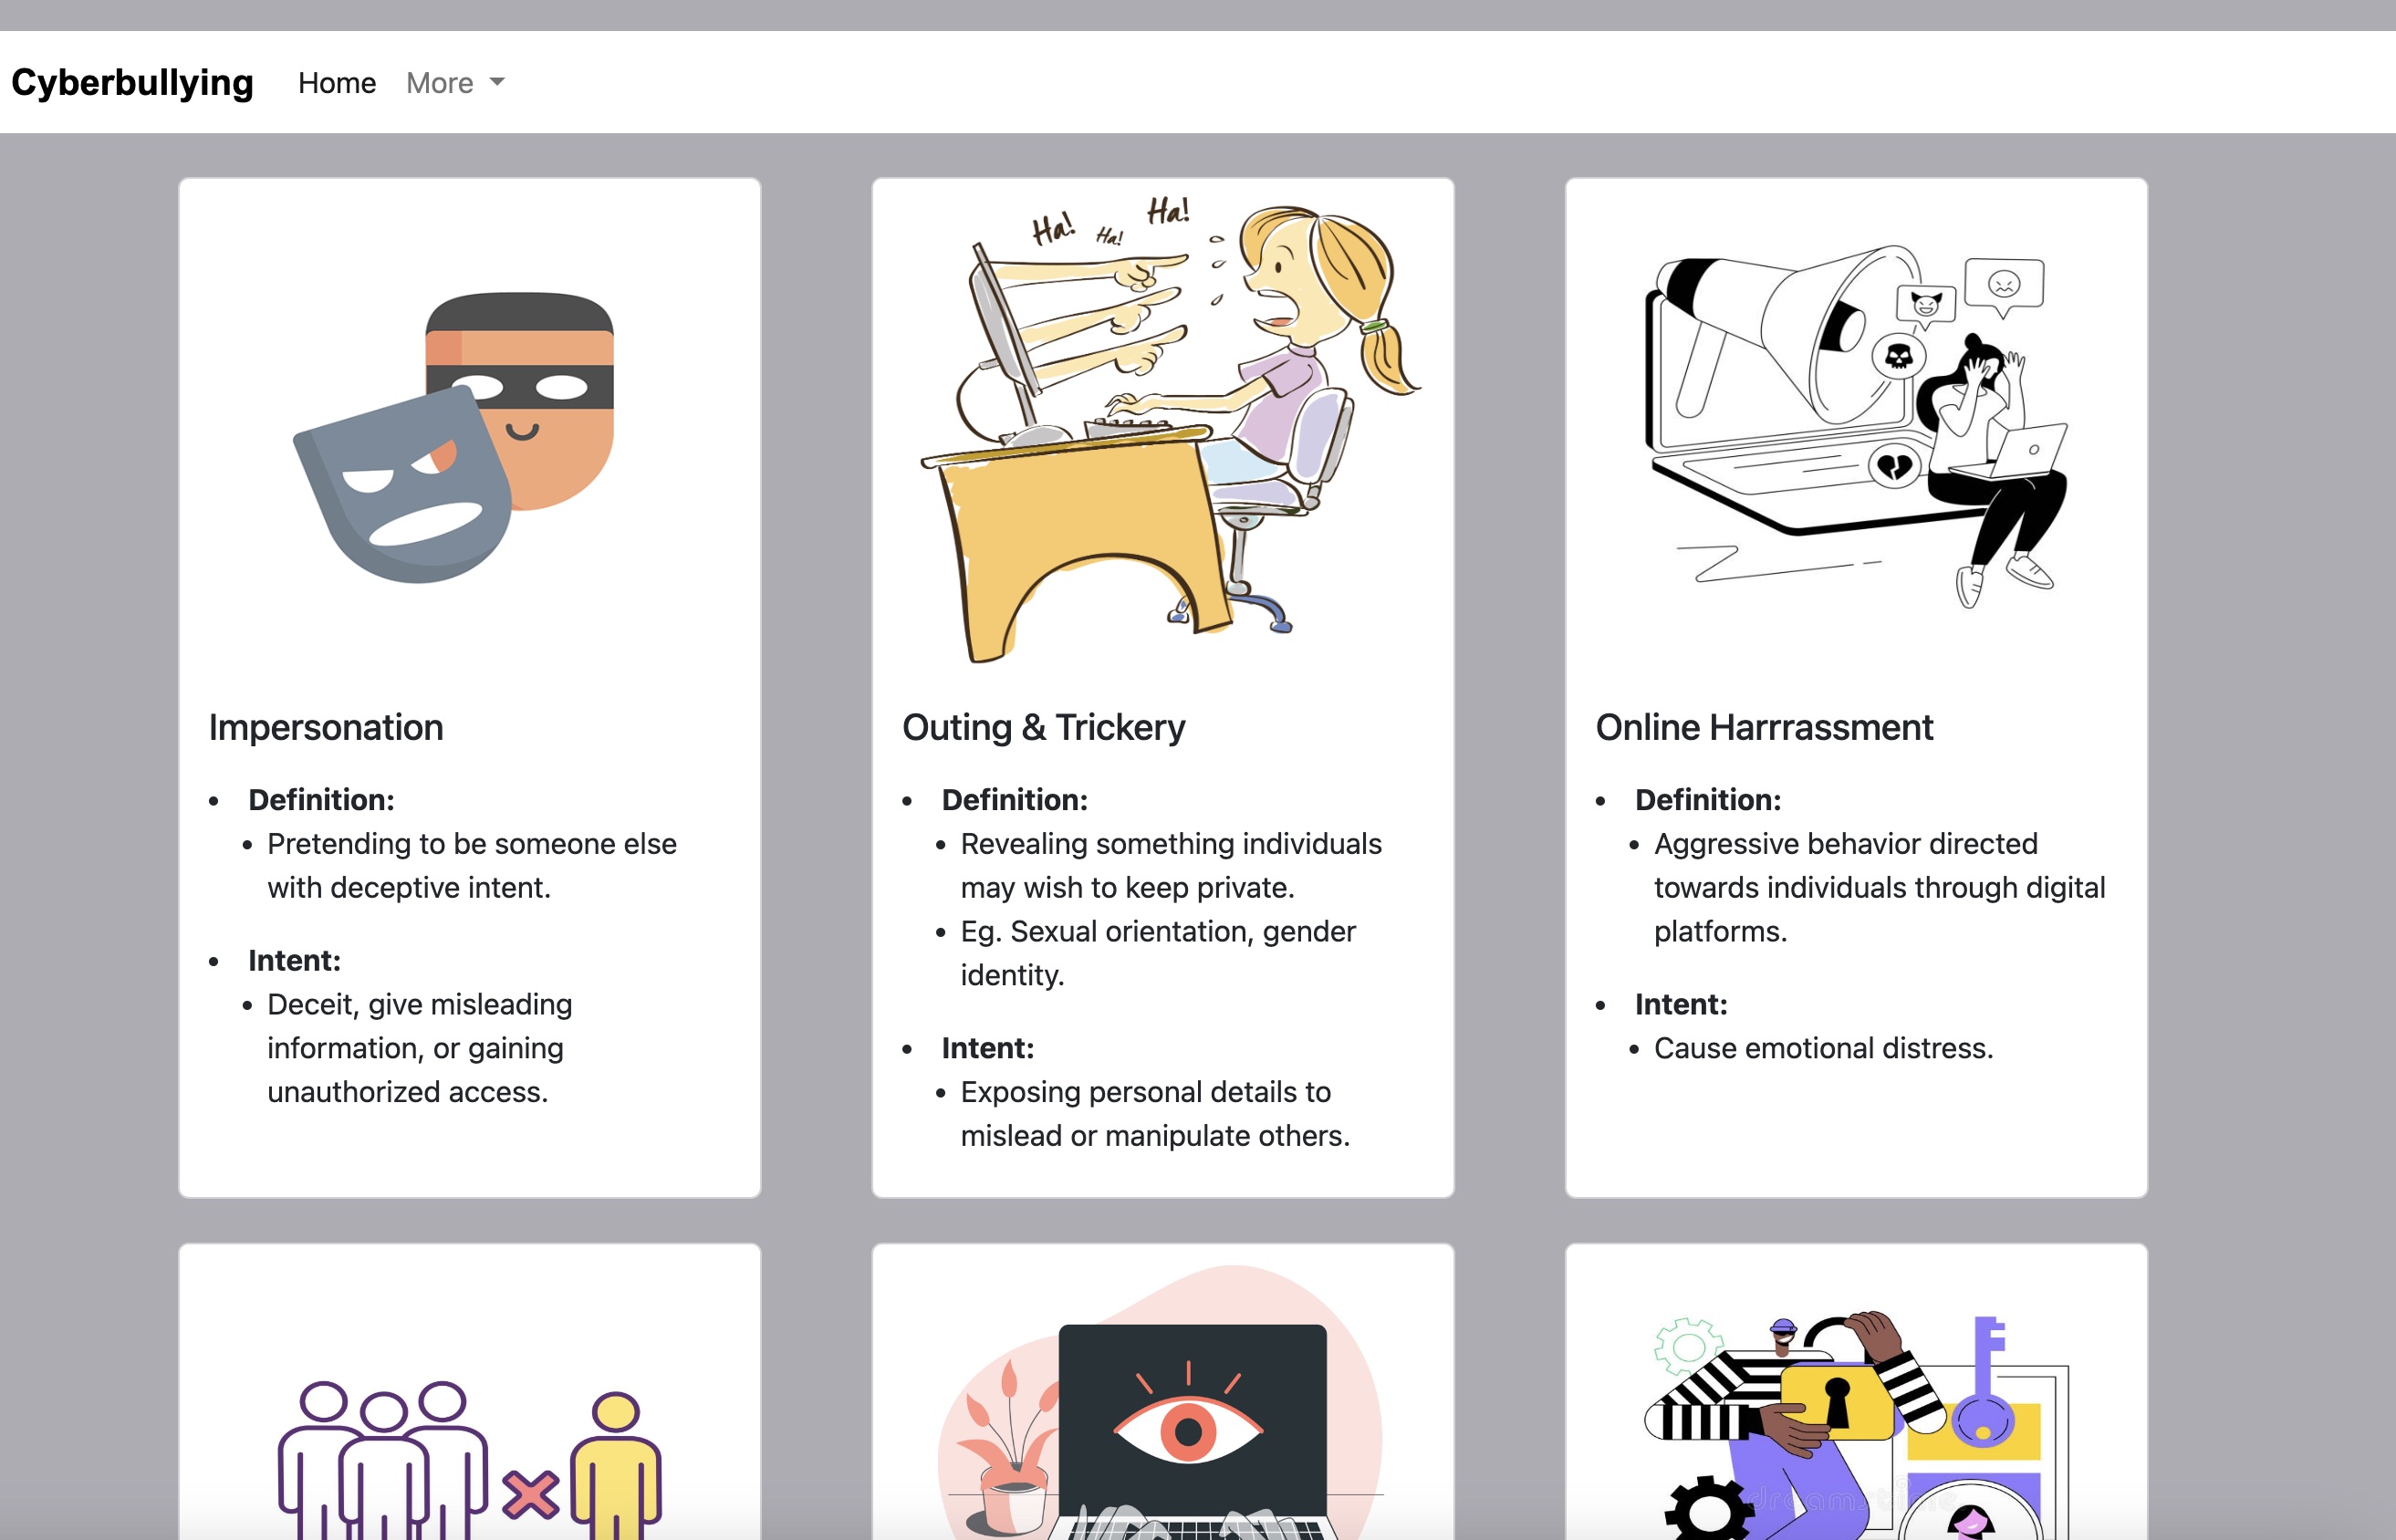 Cyberbullying Home More
Ha! Ha! Ha!
Impersonation
Definition:
Pretending to be someone else
with deceptive intent.
Intent:
Deceit, give misleading
information, or gaining
unauthorized access.
Outing & Trickery
Definition:
Revealing something individuals
may wish to keep private.
Eg. Sexual orientation, gender
identity.
Intent:
Exposing personal details to
mislead or manipulate others.
Online Harrrassment
Definition:
Aggressive behavior directed
towards individuals through digital
platforms.
Intent:
Cause emotional distress.
dreamstime